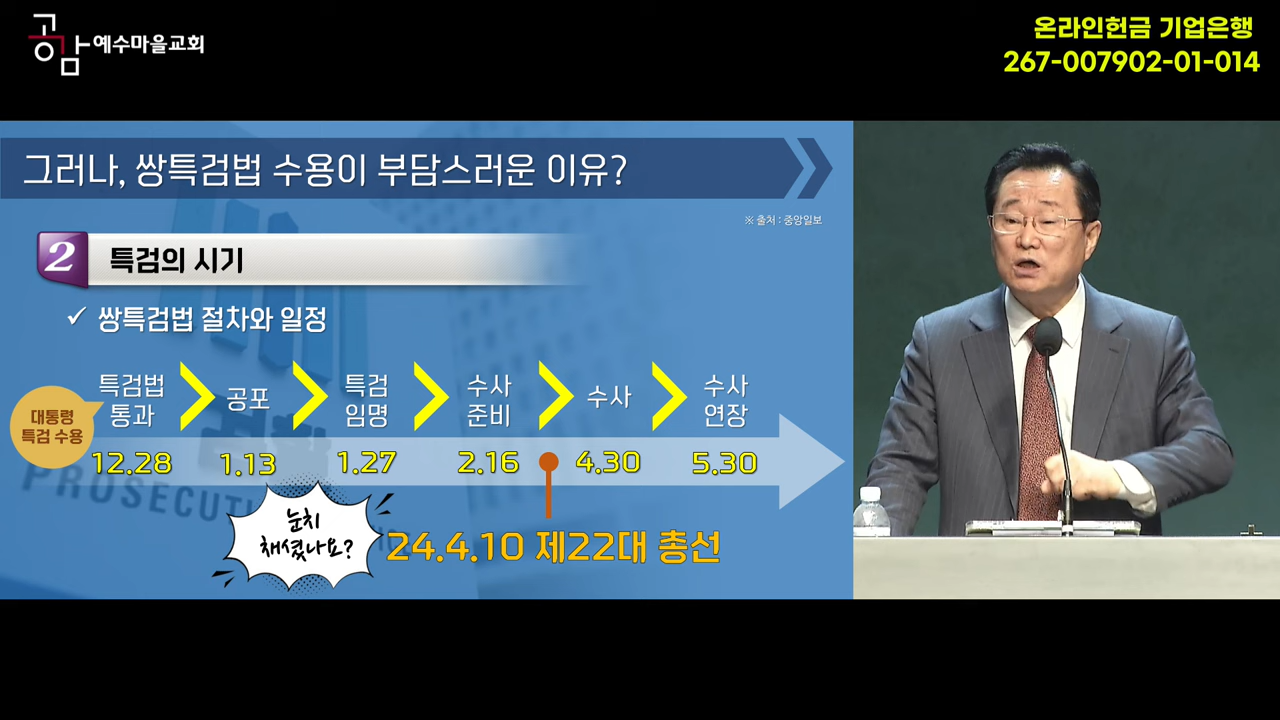 공감 예수마을교회
온라인헌금 기업은행
267-007902-01-014
그러나, 쌍특검법 수용이 부담스러운 이유?
※ 출처 : 중앙일보
2 특검의 시기
✓ 쌍특검법 절차와 일정
대통령
특검 수용
특검법
통과
공포
특검
임명
수사
준비
수사
수사
연장
12.28
1.13
1.27
2.16
4.30
5.30
PROSECUTI
눈치
채셨나요?
24.4.10 제22대 총선